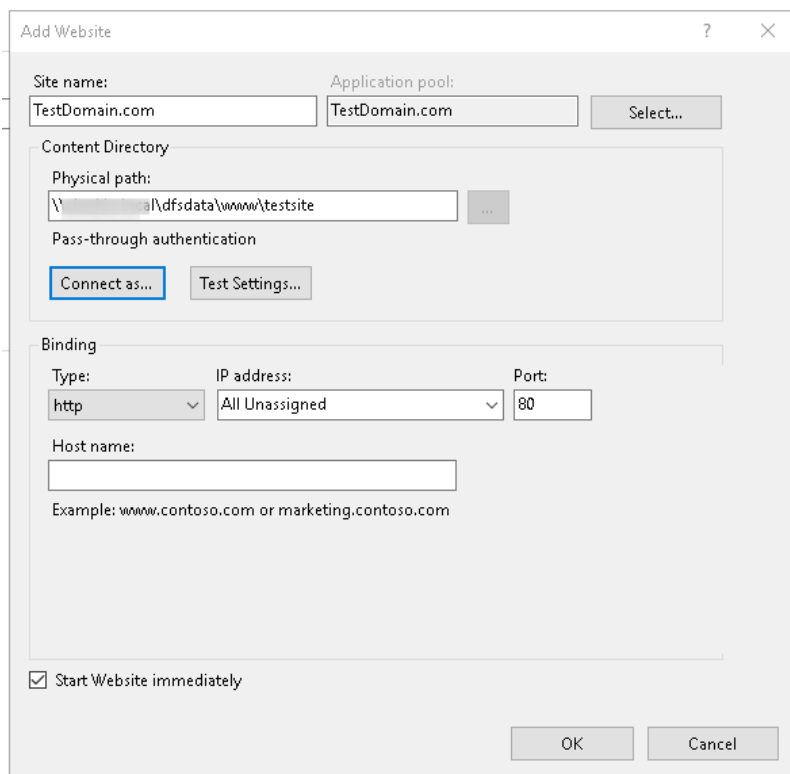 Add Website ? ×
Site name: Application pool:
TestDomain.com TestDomain.com Select...
Content Directory
Physical path:
\\ al\dfsdata\www\testsite ...
Pass-through authentication
Connect as... Test Settings...
Binding
Type: IP address: Port:
http All Unassigned 80
Host name:
Example: www.contoso.com or marketing.contoso.com
Start Website immediately
OK Cancel